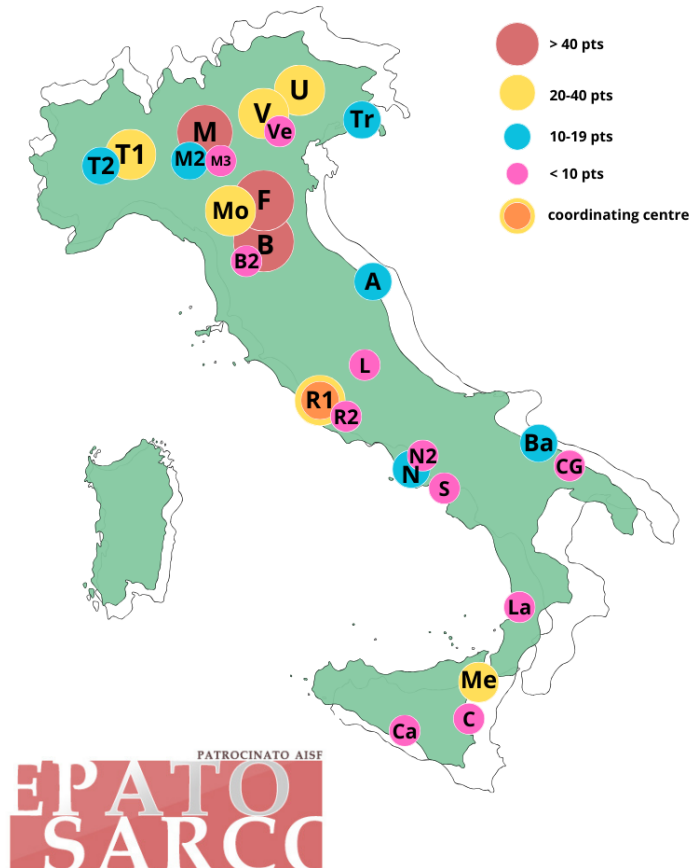 > 40 pts
20-40 pts
10-19 pts
< 10 pts
coordinating centre
U
V
Ve
Tr
M
M2
M3
T1
T2
F
Mo
B
B2
A
L
R1
R2
N2
N
S
Ba
CG
La
Me
C
Ca
PATROCINATO AISF
EPATO
SARCO